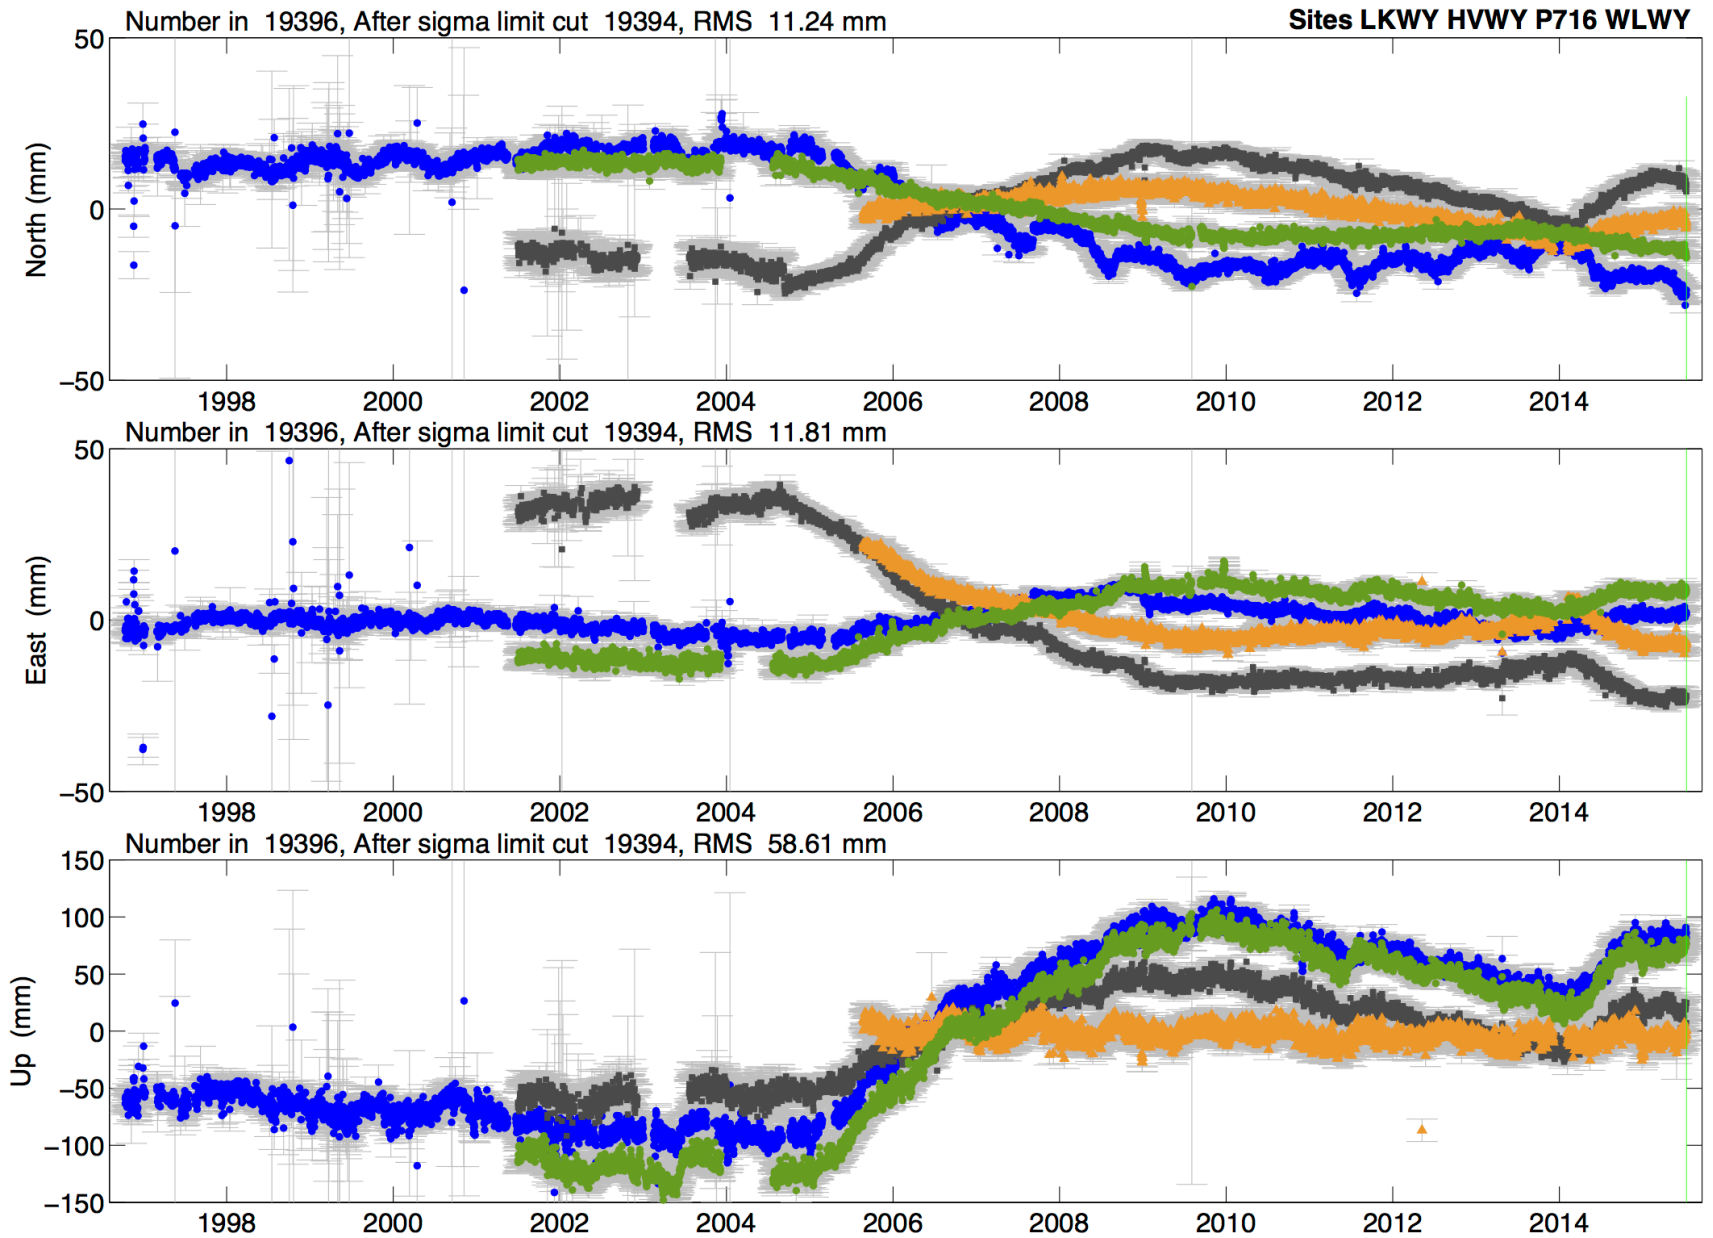 Number in 19396, After sigma limit cut 19394, RMS 11.24 mm
Sites LKWY HVWY P716 WLWY
50
0
−50
North (mm)
1998 2000 2002 2004 2006 2008 2010 2012 2014
Number in 19396, After sigma limit cut 19394, RMS 11.81 mm
50
0
−50
East (mm)
1998 2000 2002 2004 2006 2008 2010 2012 2014
Number in 19396, After sigma limit cut 19394, RMS 58.61 mm
150
100
50
0
−50
−100
−150
Up (mm)
1998 2000 2002 2004 2006 2008 2010 2012 2014